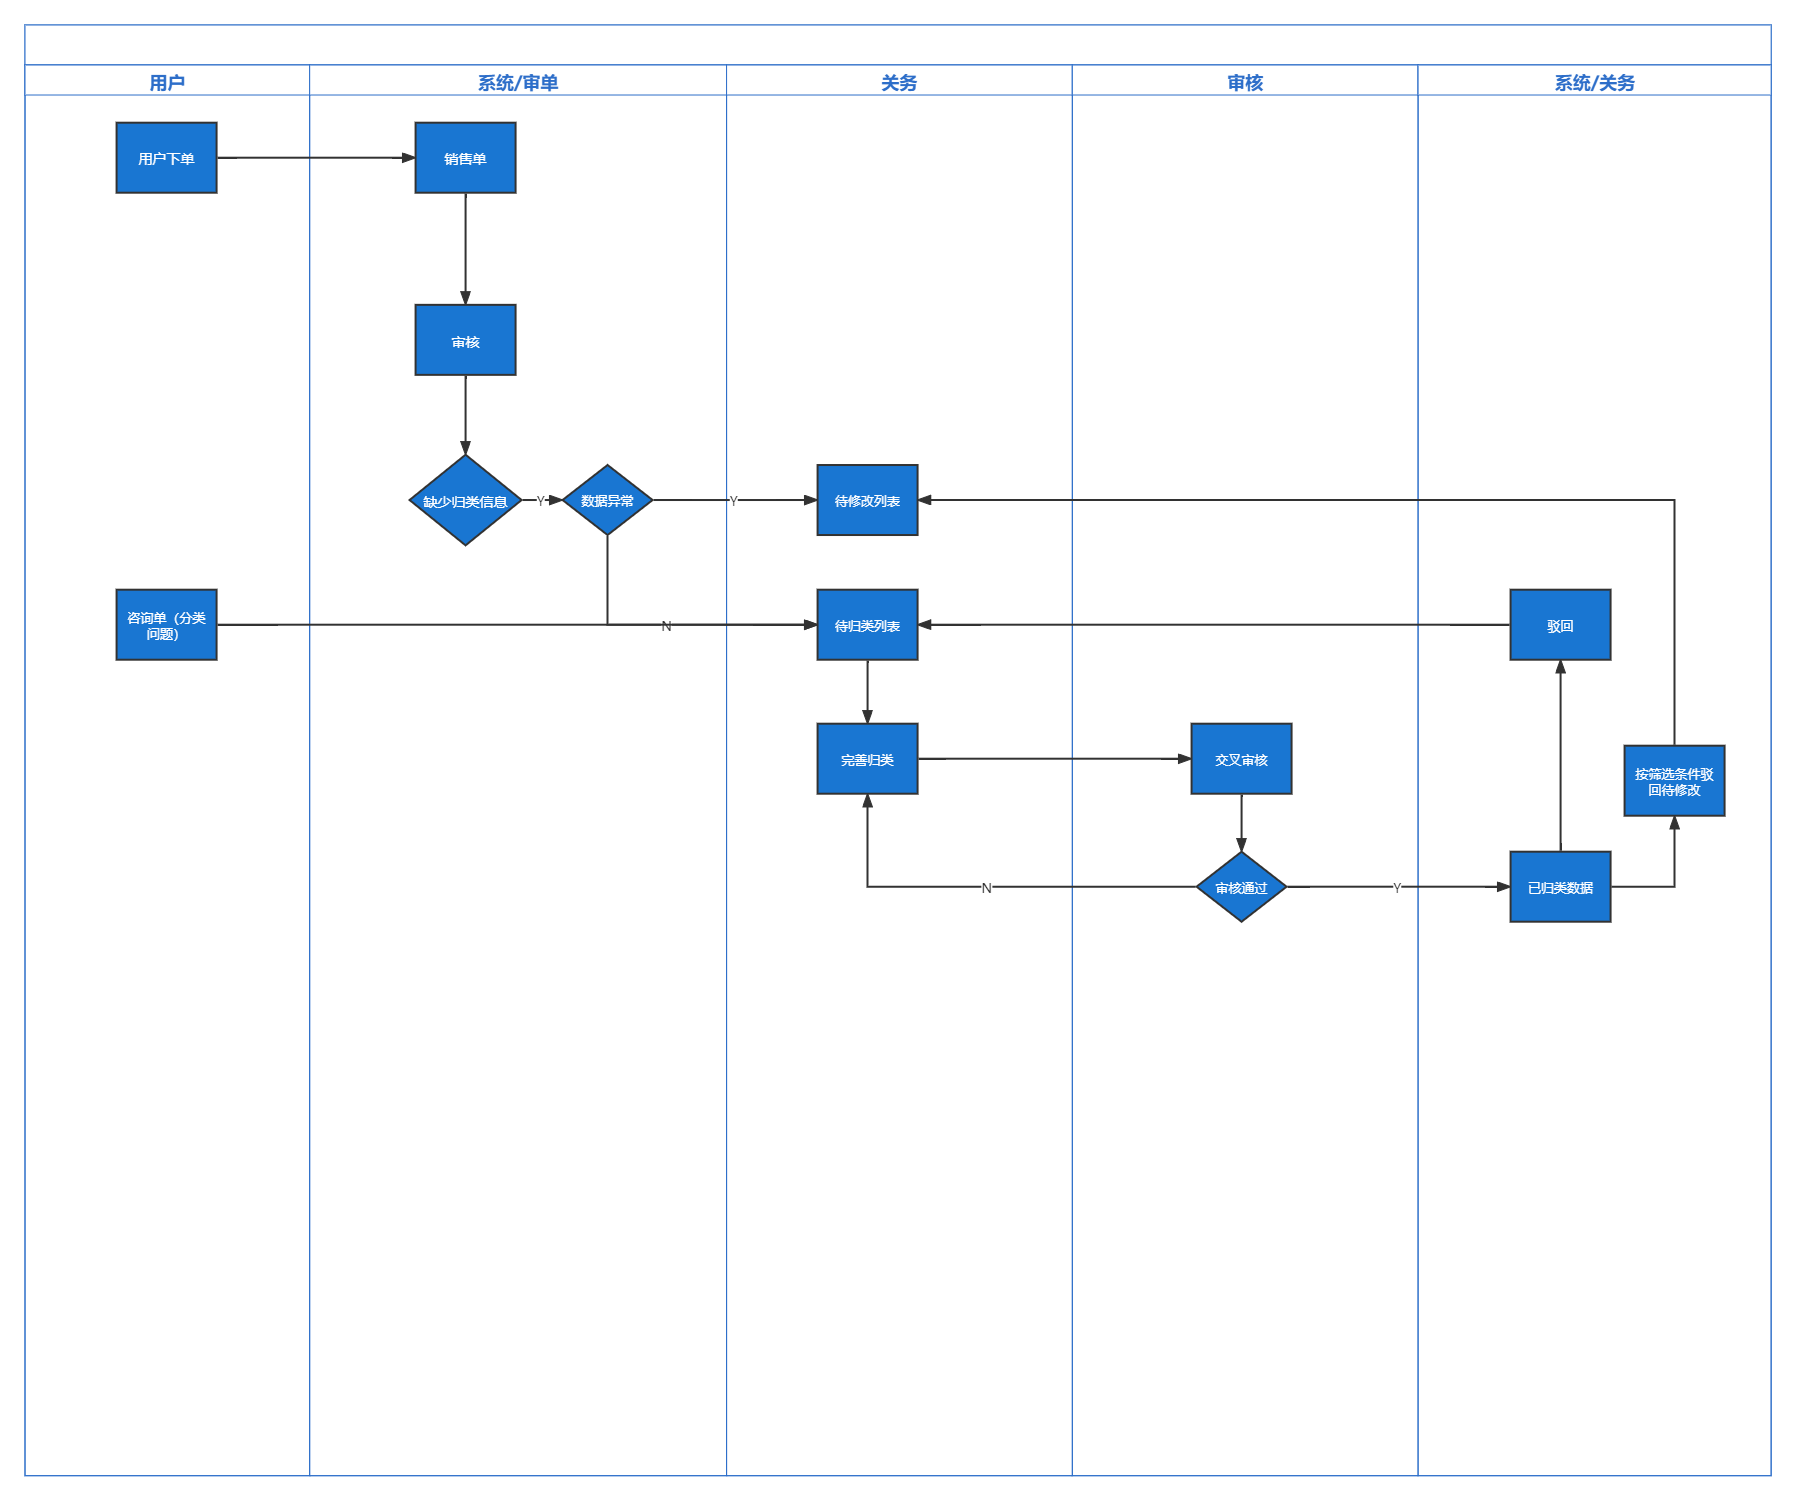 用户
系统/审单
关务
审核
系统/关务
用户下单
销售单
审核
缺少归类信息
Y
数据异常
Y
待修改列表
咨询单（分类
问题）
N
待归类列表
驳回
完善归类
交叉审核
按筛选条件驳
回待修改
N
审核通过
Y
已归类数据